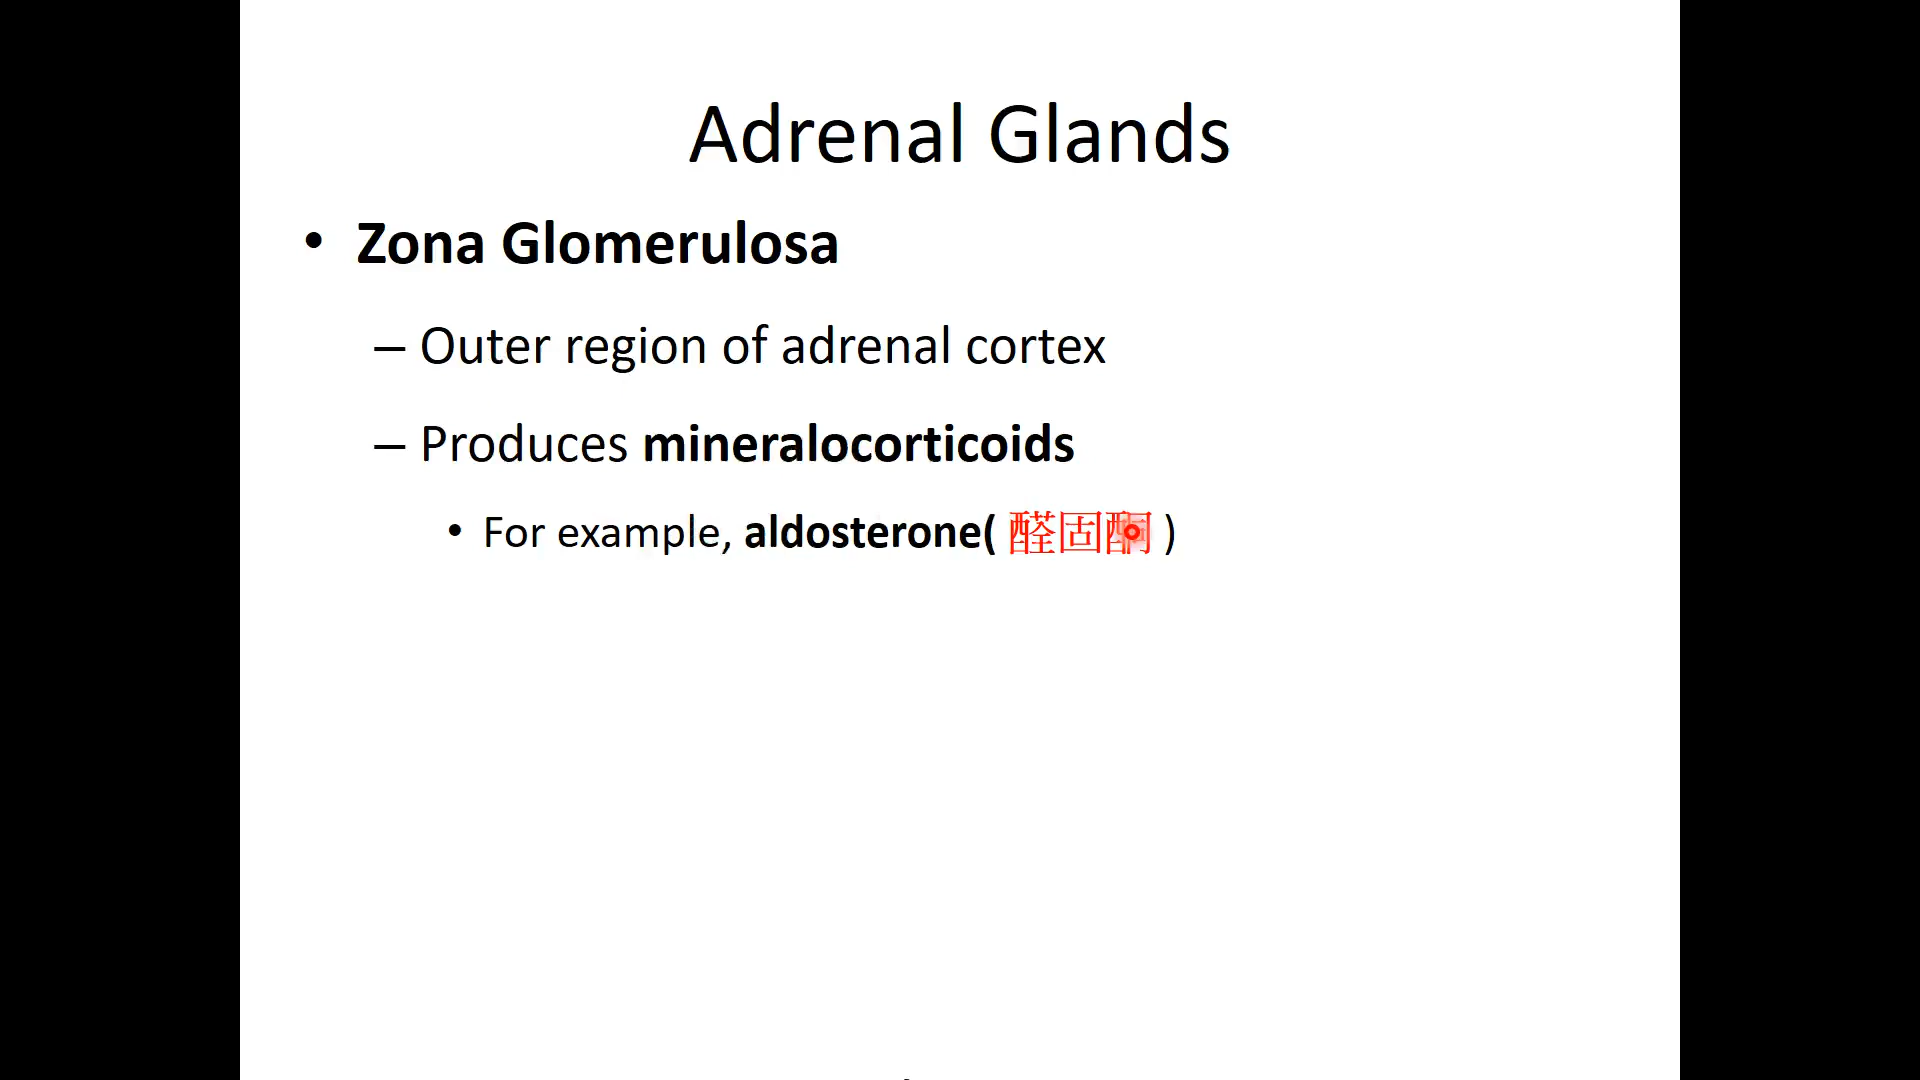 Adrenal Glands
• Zona Glomerulosa
– Outer region of adrenal cortex
– Produces mineralocorticoids
• For example, aldosterone( 醛固酮 )